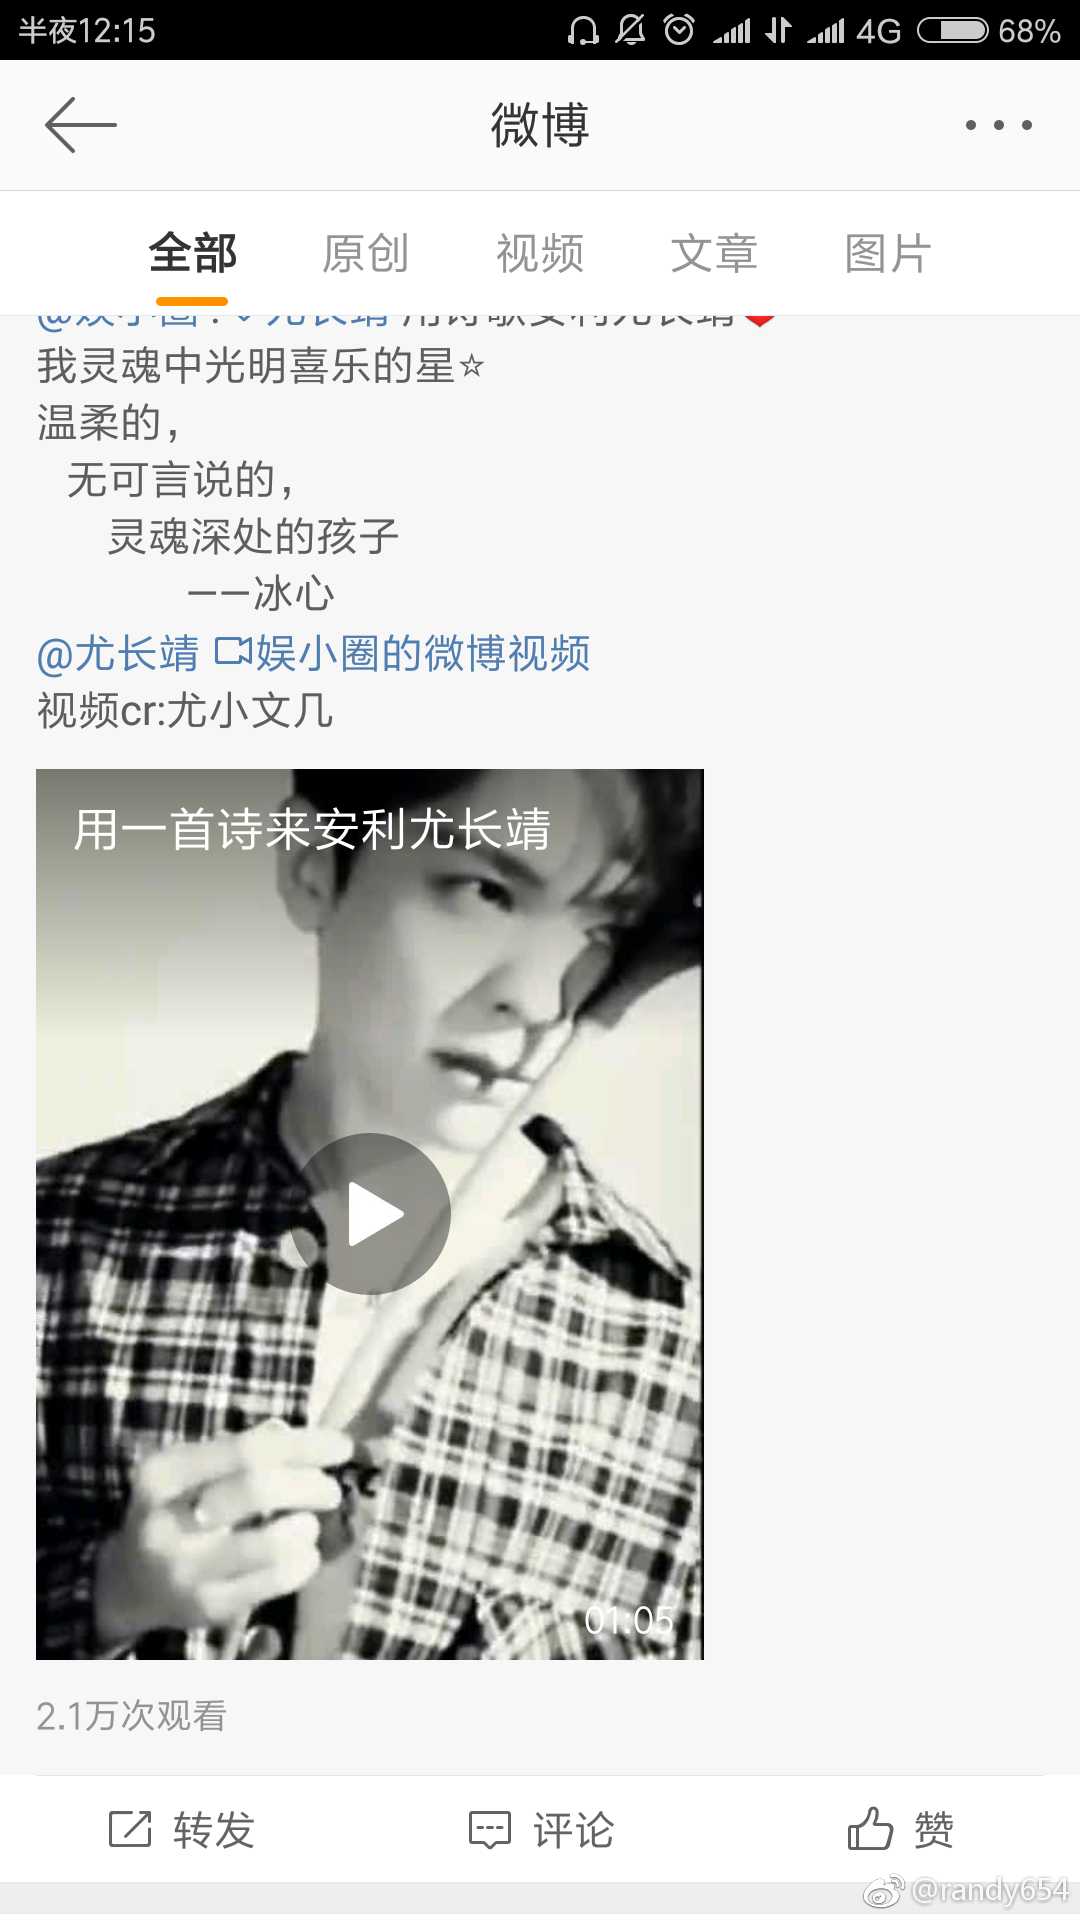 半夜12:15
4G
68%
微博
全部 原创 视频 文章 图片
我灵魂中光明喜乐的星☆
温柔的，
无可言说的，
灵魂深处的孩子
——冰心
@尤长靖 娱小圈的微博视频
视频cr:尤小文几
用一首诗来安利尤长靖
01:05
2.1万次观看
转发 评论 赞
@randy654